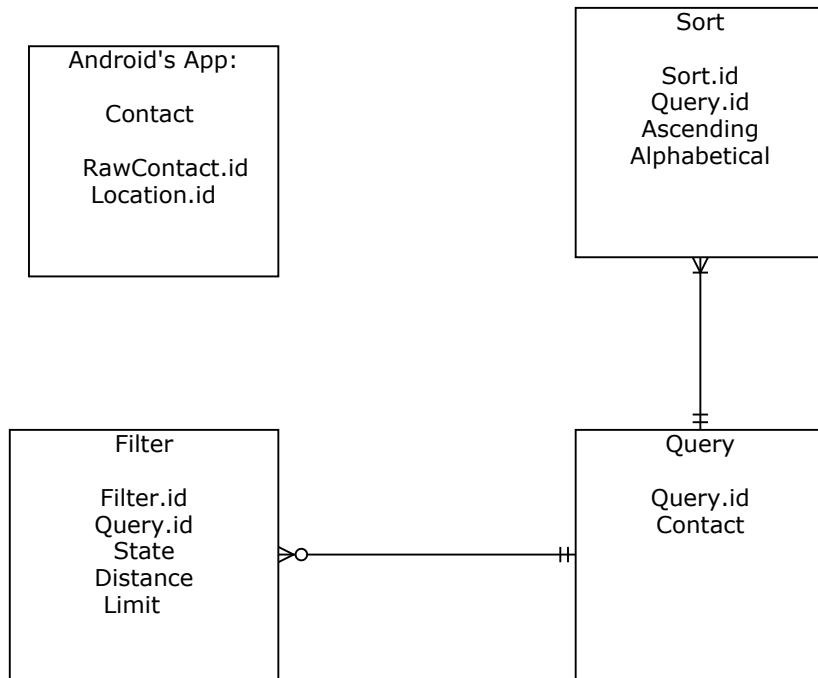 Android's App:
Contact
RawContact.id
Location.id
Sort
Sort.id
Query.id
Ascending
Alphabetical
Filter
Filter.id
Query.id
State
Distance
Limit
Query
Query.id
Contact